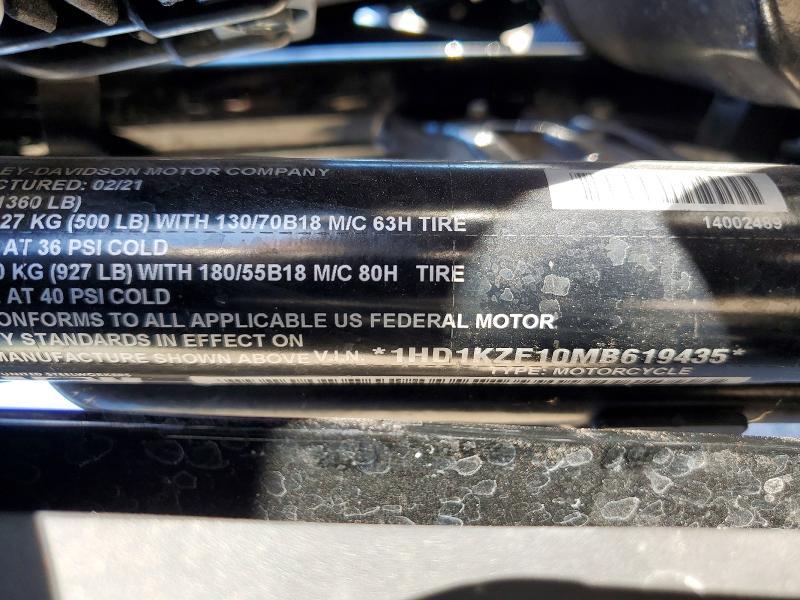 EY-DAVIDSON MOTOR COMPANY
CTURED: 02/21
1360 LB)
27 KG (500 LB) WITH 130/70B18 M/C 63H TIRE
AT 36 PSI COLD
0 KG (927 LB) WITH 180/55B18 M/C 80H TIRE
AT 40 PSI COLD
14002489
ONFORMS TO ALL APPLICABLE US FEDERAL MOTOR
Y STANDARDS IN EFFECT ON
MANUFACTURE SHOWN ABOVE V.I.N. *1HD1KZF10MB619435*
TYPE: MOTORCYCLE